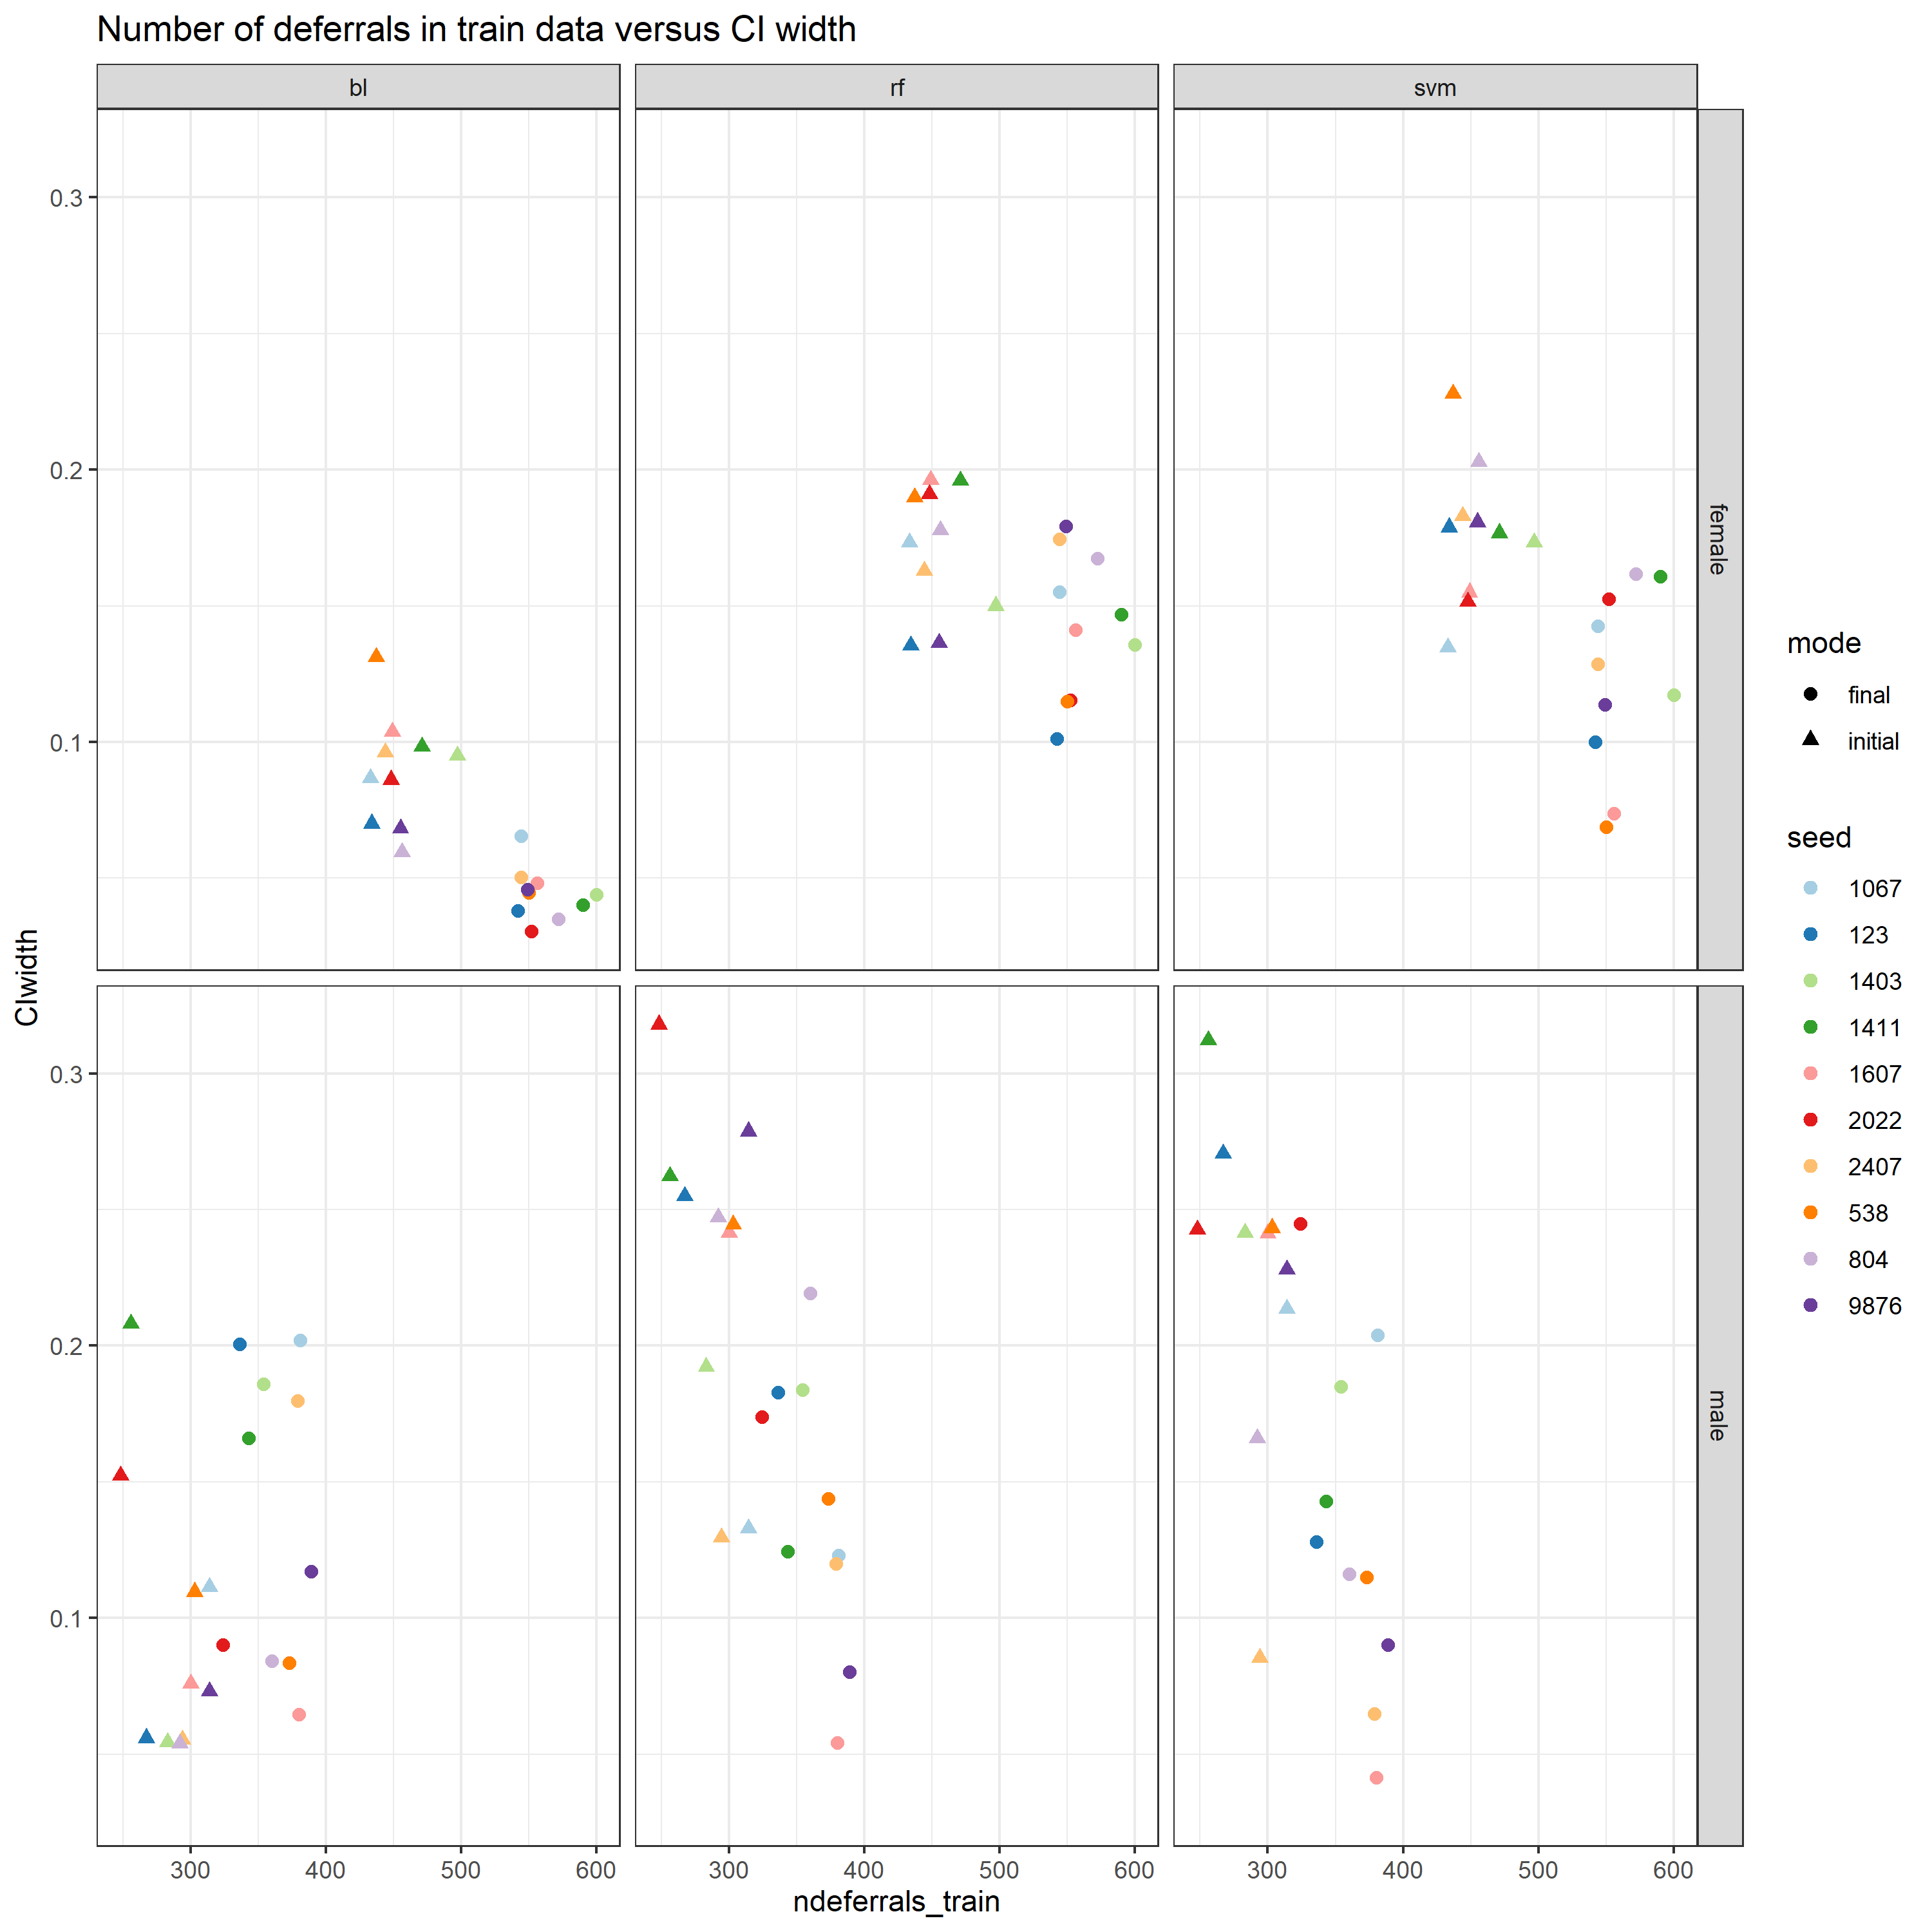 Number of deferrals in train data versus CI width
bl
rf
svm
0.3
0.2
0.1
female
CIwidth
0.3
0.2
0.1
male
300
400
500
600
300
400
500
600
300
400
500
600
ndeferrals_train
mode
final
initial
seed
1067
123
1403
1411
1607
2022
2407
538
804
9876